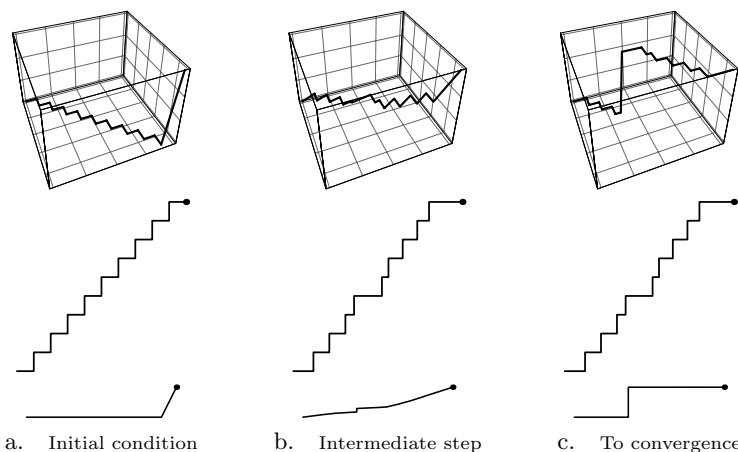 a. Initial condition
b. Intermediate step
c. To convergence